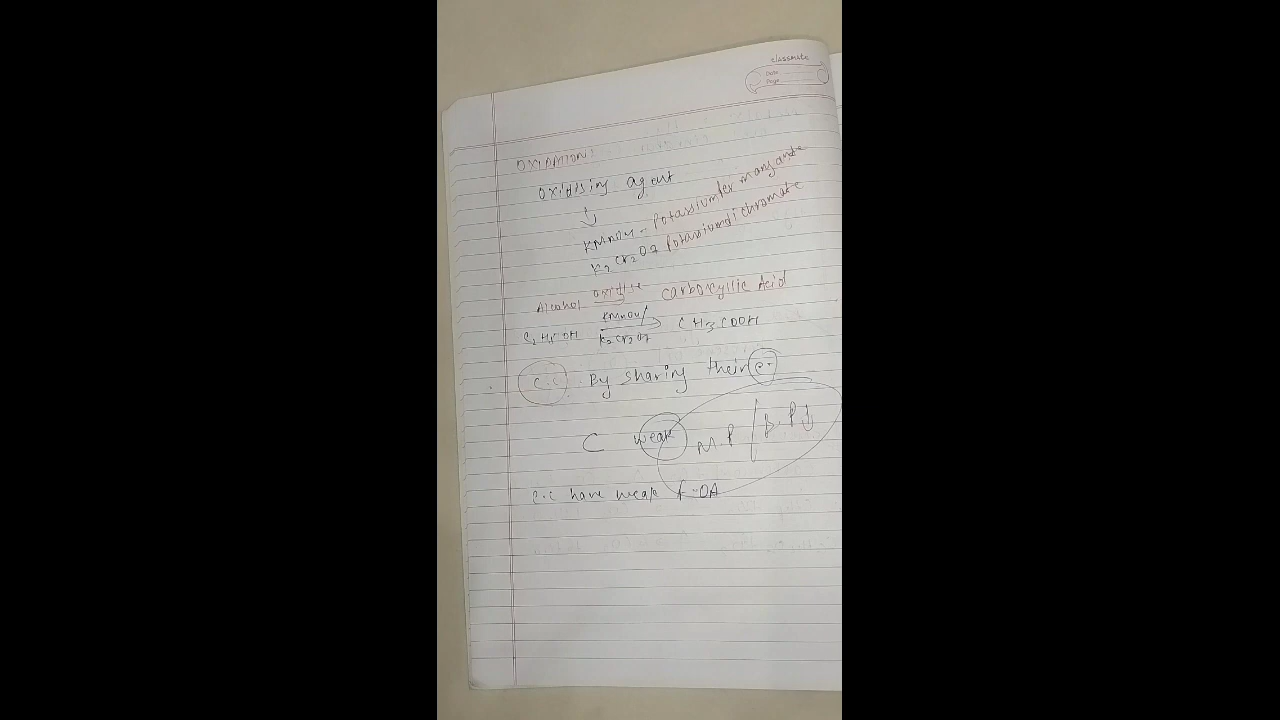 classmate
Date
Page
OXIDATION:
oxidising agent
↓
KMnO4 - Potassium permanganate
K2Cr2O7 Potassium dichromate
Alcohol oxidise Carboxyllic Acid
C2H5OH KMnO4/ K2Cr2O7 → CH3COOH
C.C. By sharing their e-
C weak M.P / B.P ↓
C.C have weak F.OA